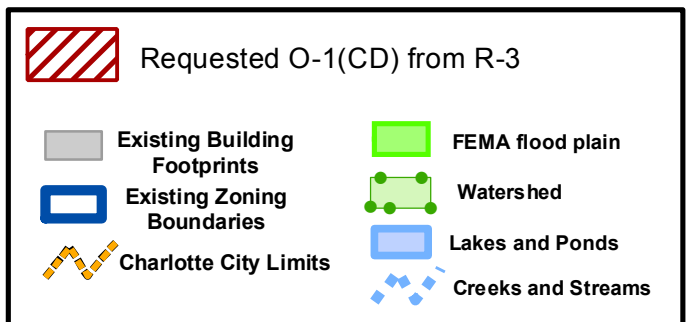 Requested O-1(CD) from R-3
Existing Building
Footprints
Existing Zoning
Boundaries
Charlotte City Limits
FEMA flood plain
Watershed
Lakes and Ponds
Creeks and Streams